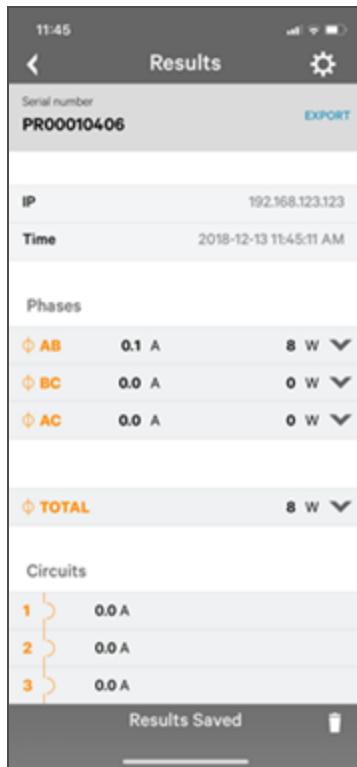 11:45
Results
Serial number
PR00010406
EXPORT
IP 192.168.123.123
Time 2018-12-13 11:45:11 AM
Phases
AB 0.1 A 8 W
BC 0.0 A 0 W
AC 0.0 A 0 W
TOTAL 8 W
Circuits
1 0.0 A
2 0.0 A
3 0.0 A
Results Saved